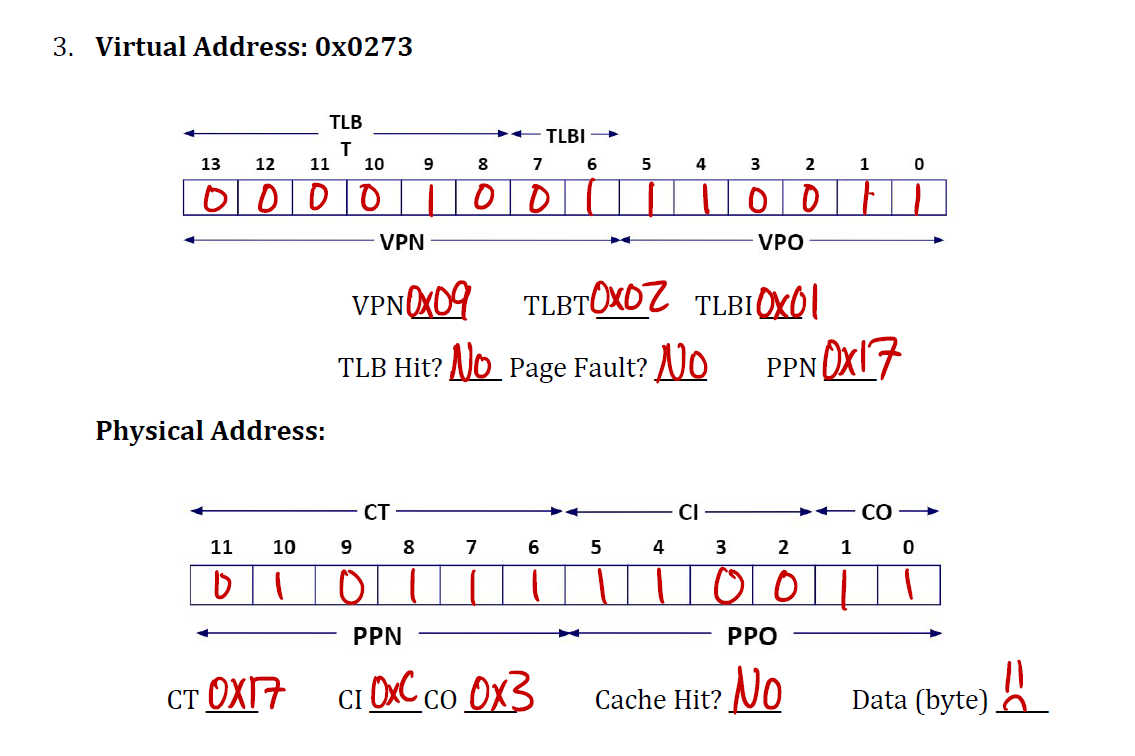 3. Virtual Address: 0x0273
TLB
T
TLBI
13 12 11 10 9 8 7 6 5 4 3 2 1 0
0 0 0 0 1 0 0 1 1 1 0 0 1 1
VPN VPO
VPN 0x09 TLBT 0x02 TLBI 0x01
TLB Hit? No Page Fault? NO PPN 0x17
Physical Address:
CT CI CO
11 10 9 8 7 6 5 4 3 2 1 0
0 1 0 1 1 1 1 1 0 0 1 1
PPN PPO
CT 0x17 CI 0xC CO 0x3 Cache Hit? NO Data (byte)